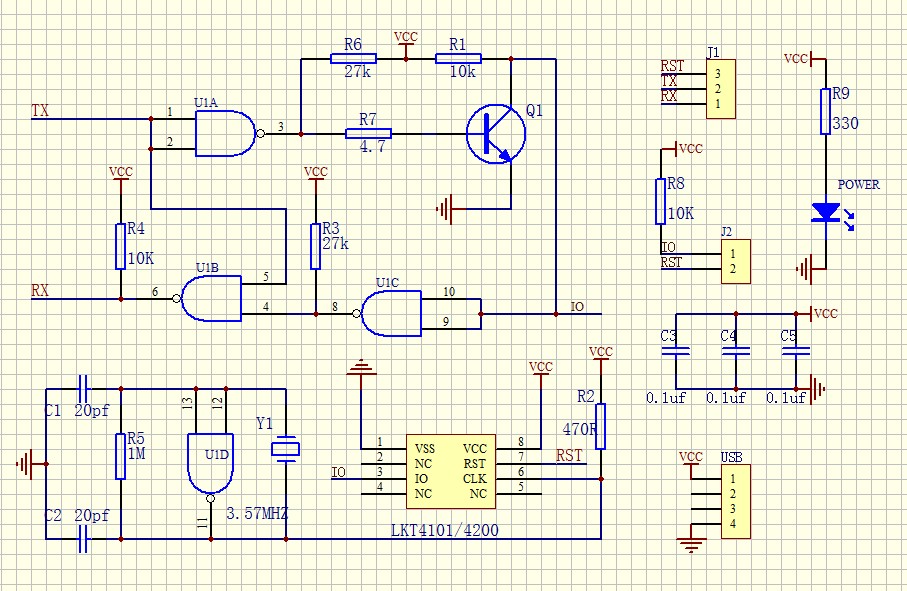 R6
VCC
R1
27k
10k
TX
1
U1A
2
3
R7
4.7
Q1
VCC
VCC
R4
10K
R3
27k
RX
6
U1B
5
4
8
U1C
10
9
IO
J1
RST
3
TX
2
RX
1
VCC
R9
330
VCC
R8
10K
POWER
J2
IO
1
RST
2
VCC
C3
C4
C5
0.1uf
0.1uf
0.1uf
C1
20pf
13
12
R5
1M
U1D
Y1
11
3.57MHZ
C2
20pf
VCC
VCC
R2
470R
1
VSS
VCC
8
2
NC
RST
7
RST
IO
3
IO
CLK
6
4
NC
NC
5
LKT4101/4200
VCC
USB
1
2
3
4